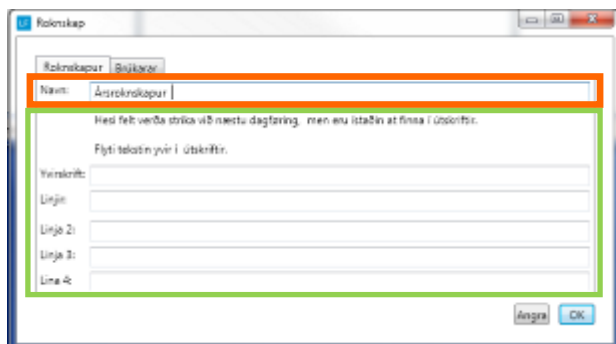 Roknskap
Roknskapur Brúkarar
Navn: Ársroknskapur
Hesi felt verða strika við næstu dagføring, men eru ístaðin at finna í útskriftir.
Flyti tekstin yvir í útskriftir.
Yvirskrift:
Linjir:
Linja 2:
Linja 3:
Lina 4:
Angra OK